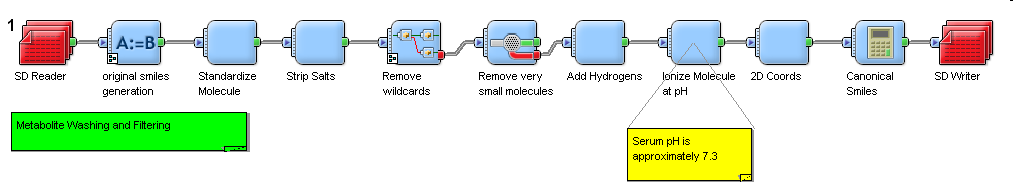 1
A:=B
SD Reader
original smiles
generation
Standardize
Molecule
Strip Salts
Remove
wildcards
Remove very
small molecules
Add Hydrogens
Ionize Molecule
at pH
2D Coords
Canonical
Smiles
SD Writer
Metabolite Washing and Filtering
Serum pH is
approximately 7.3